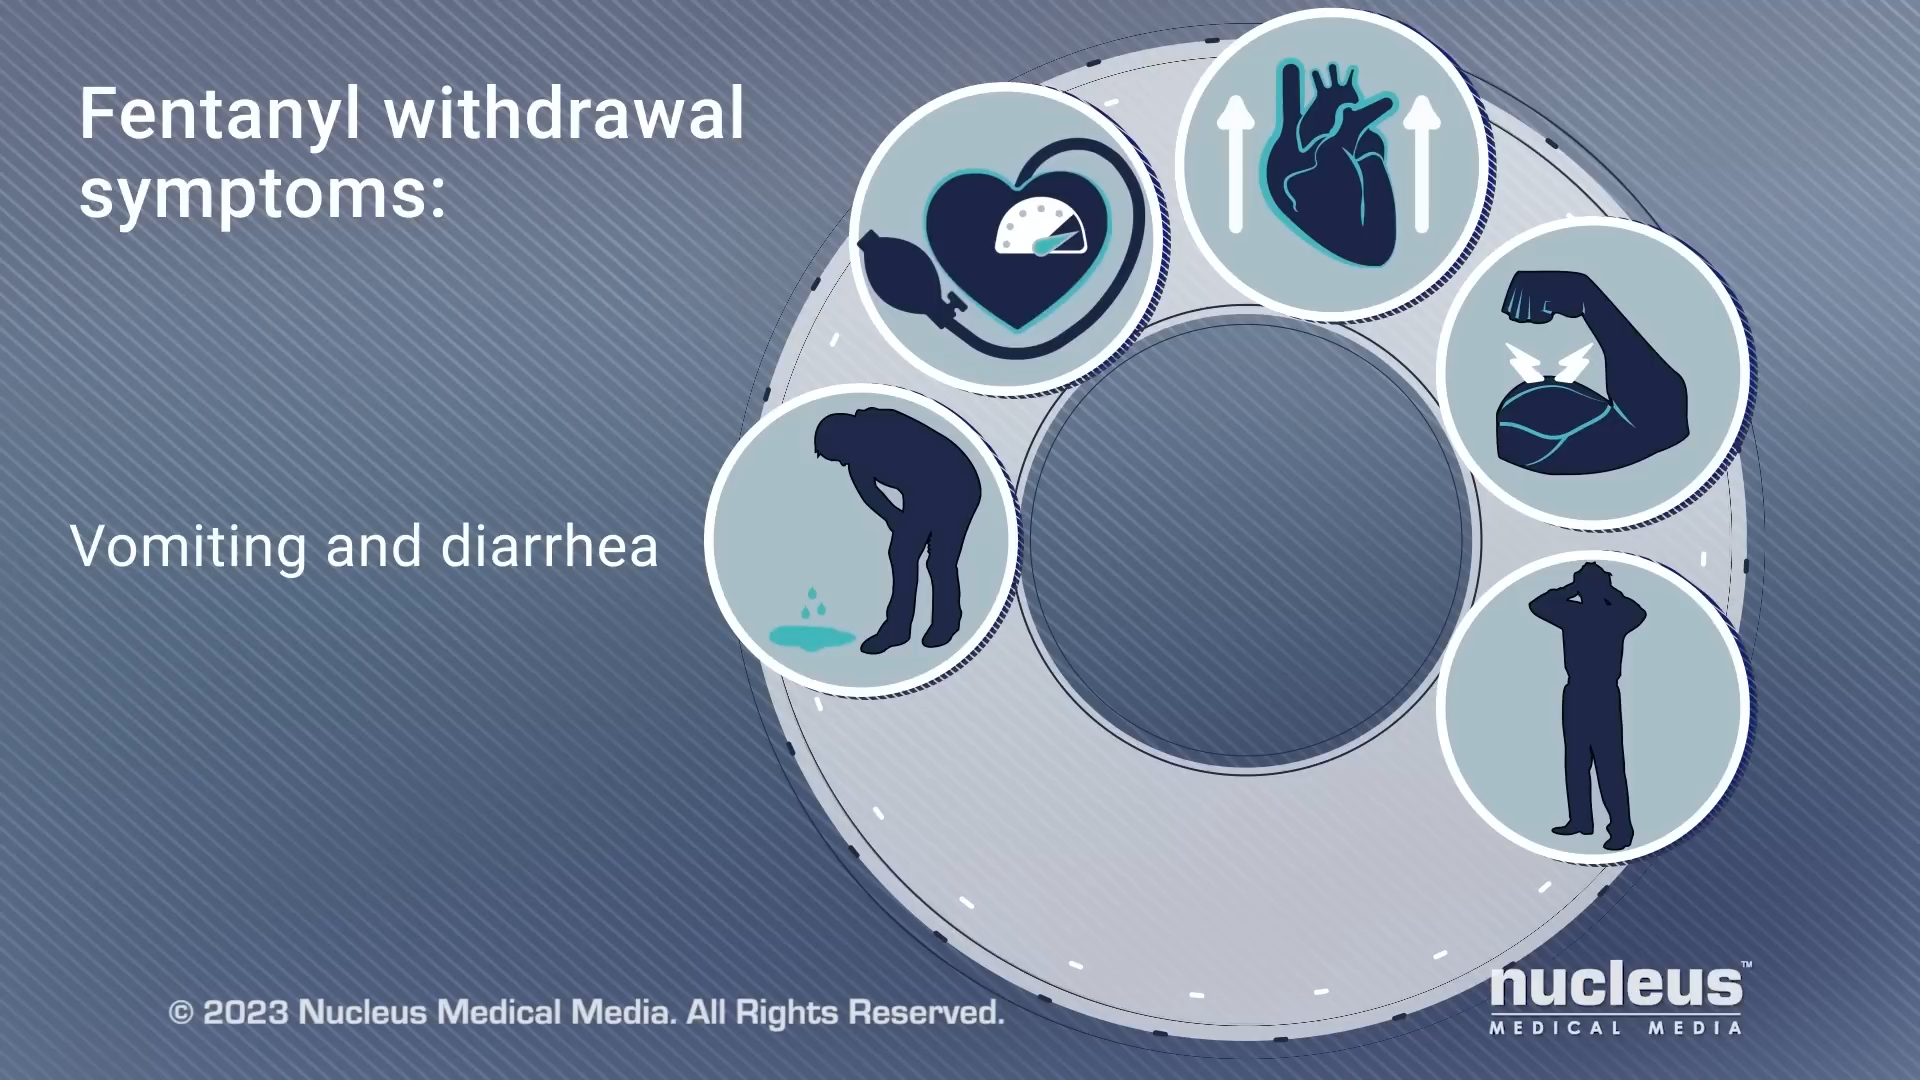 Fentanyl withdrawal
symptoms:
Vomiting and diarrhea
© 2023 Nucleus Medical Media. All Rights Reserved.
nucleus™
MEDICAL MEDIA